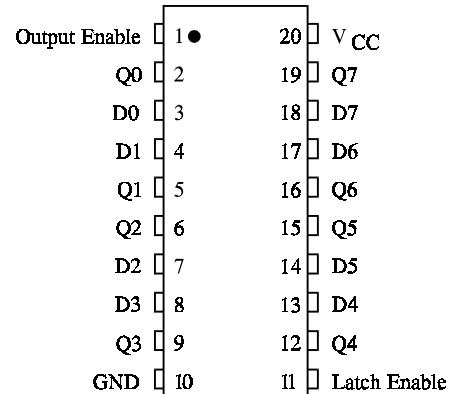 Output Enable 1 20 VCC
Q0 2 19 Q7
D0 3 18 D7
D1 4 17 D6
Q1 5 16 Q6
Q2 6 15 Q5
D2 7 14 D5
D3 8 13 D4
Q3 9 12 Q4
GND 10 11 Latch Enable